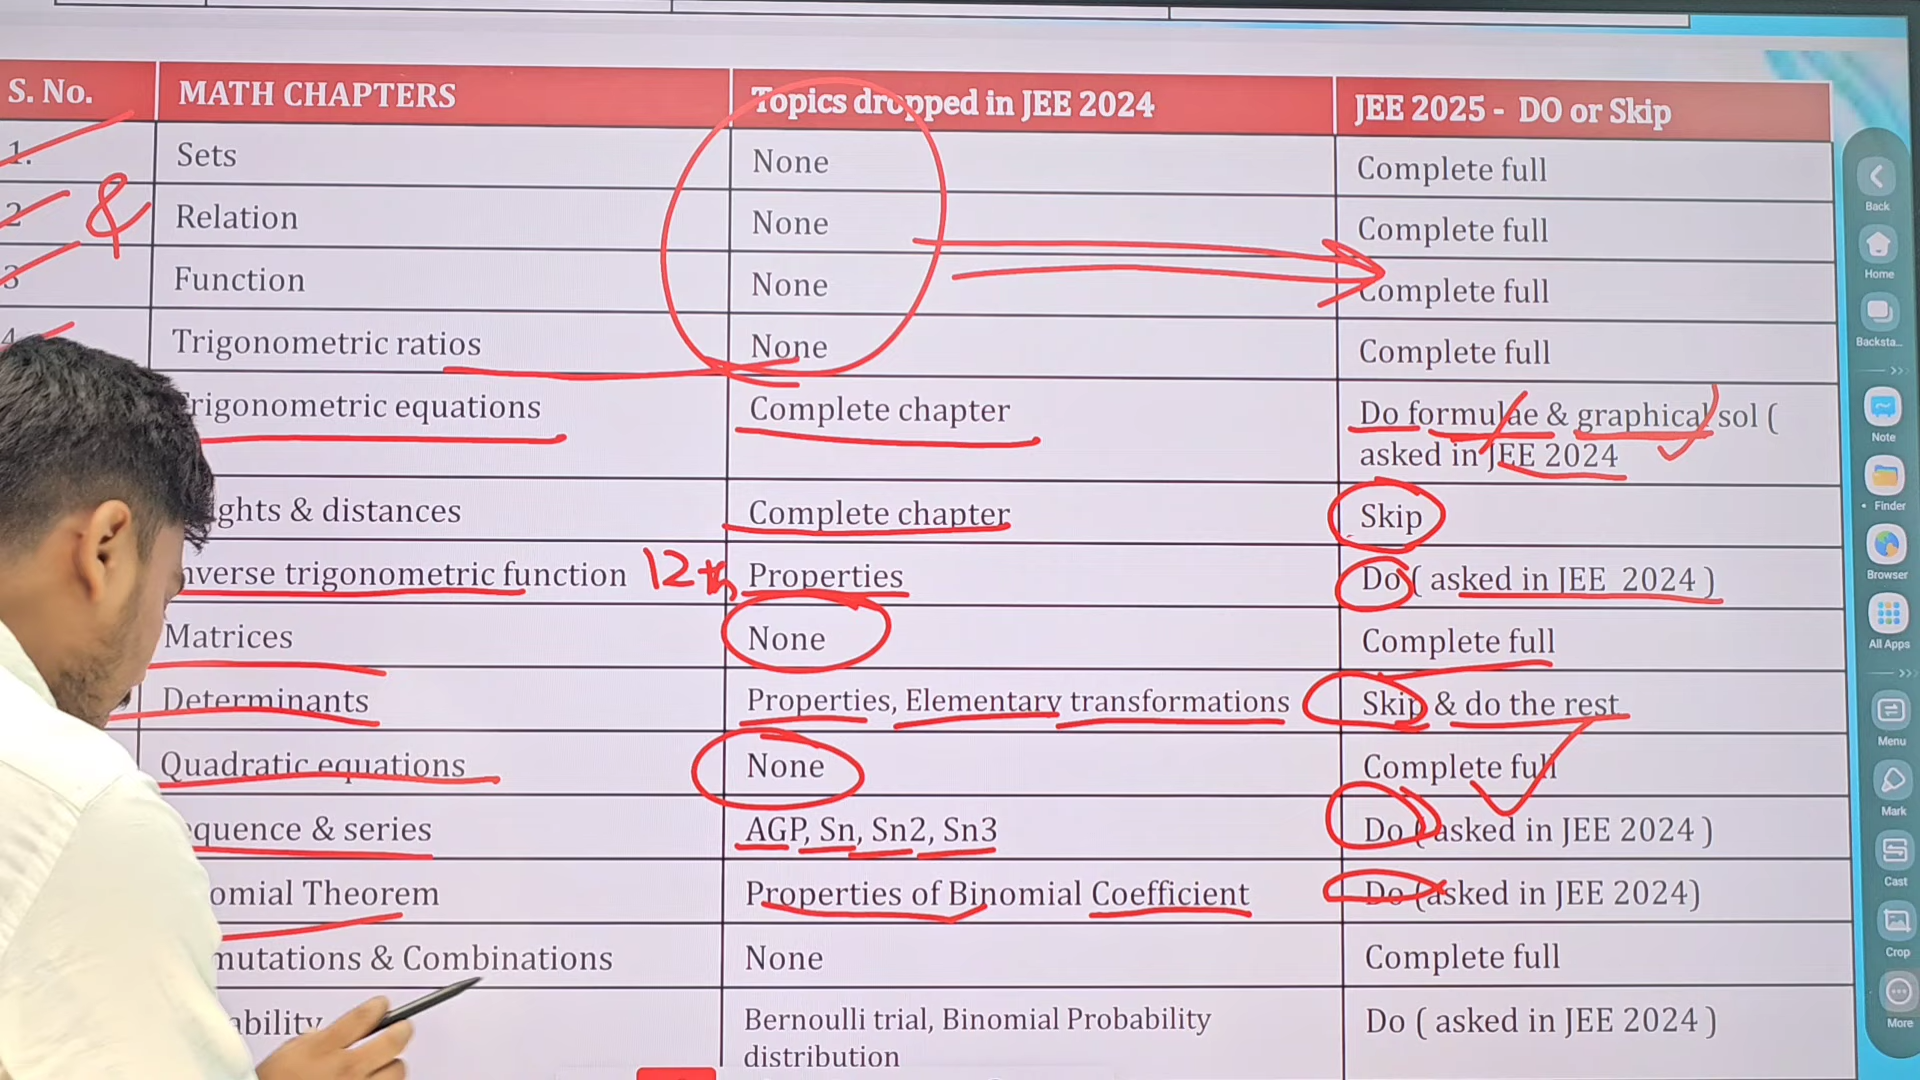 S. No. MATH CHAPTERS Topics dropped in JEE 2024 JEE 2025 - DO or Skip
1. Sets None Complete full
2 & Relation None Complete full
3 Function None Complete full
4 Trigonometric ratios None Complete full
rigonometric equations Complete chapter Do formulae & graphical sol (
asked in JEE 2024
ghts & distances Complete chapter Skip
nverse trigonometric function 12th Properties Do ( asked in JEE 2024 )
Matrices None Complete full
Determinants Properties, Elementary transformations Skip & do the rest
Quadratic equations None Complete full
quence & series AGP, Sn, Sn2, Sn3 Do ( asked in JEE 2024 )
omial Theorem Properties of Binomial Coefficient Do (asked in JEE 2024)
mutations & Combinations None Complete full
ability Bernoulli trial, Binomial Probability Do ( asked in JEE 2024 )
distribution
Back
Home
Backsta...
Note
Finder
Browser
All Apps
Menu
Mark
Cast
Crop
More